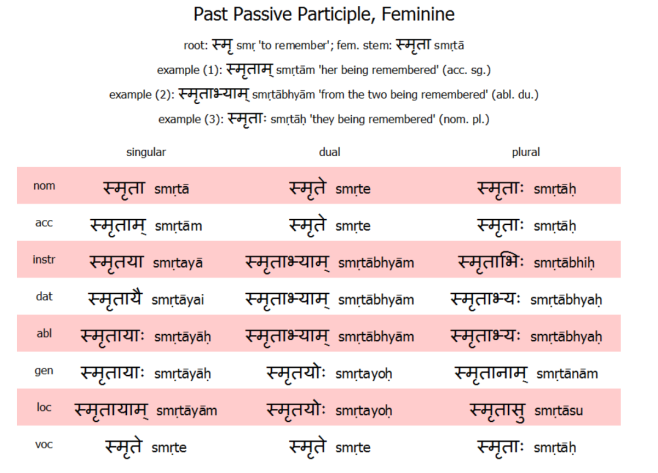 Past Passive Participle, Feminine
root: स्मृ smṛ 'to remember'; fem. stem: स्मृता smṛtā
example (1): स्मृताम् smṛtām 'her being remembered' (acc. sg.)
example (2): स्मृताभ्याम् smṛtābhyām 'from the two being remembered' (abl. du.)
example (3): स्मृताः smṛtāḥ 'they being remembered' (nom. pl.)
singular dual plural
nom स्मृता smṛtā स्मृते smṛte स्मृताः smṛtāḥ
acc स्मृताम् smṛtām स्मृते smṛte स्मृताः smṛtāḥ
instr स्मृतया smṛtayā स्मृताभ्याम् smṛtābhyām स्मृताभिः smṛtābhiḥ
dat स्मृतायै smṛtāyai स्मृताभ्याम् smṛtābhyām स्मृताभ्यः smṛtābhyaḥ
abl स्मृतायाः smṛtāyāḥ स्मृताभ्याम् smṛtābhyām स्मृताभ्यः smṛtābhyaḥ
gen स्मृतायाः smṛtāyāḥ स्मृतयोः smṛtayoḥ स्मृतानाम् smṛtānām
loc स्मृतायाम् smṛtāyām स्मृतयोः smṛtayoḥ स्मृतासु smṛtāsu
voc स्मृते smṛte स्मृते smṛte स्मृताः smṛtāḥ